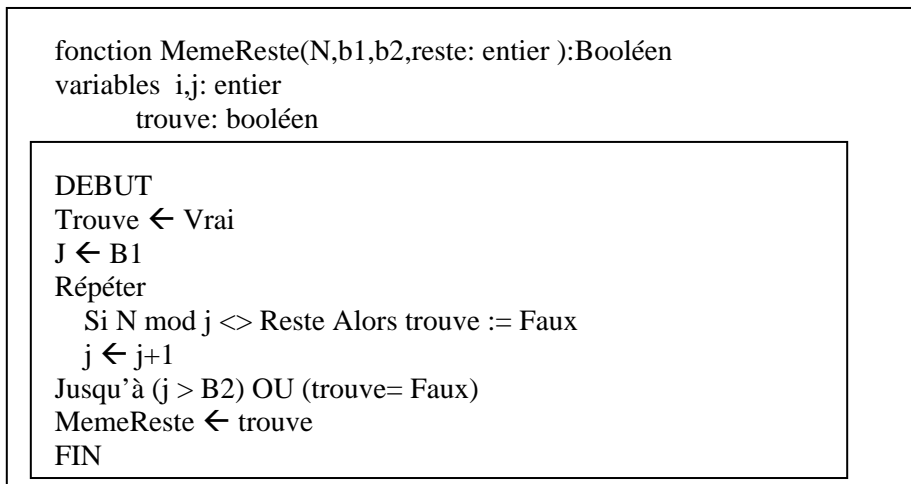 fonction MemeReste(N,b1,b2,reste: entier ):Booléen
variables i,j: entier
trouve: booléen
DEBUT
Trouve ← Vrai
J ← B1
Répéter
Si N mod j <> Reste Alors trouve := Faux
j ← j+1
Jusqu'à (j > B2) OU (trouve= Faux)
MemeReste ← trouve
FIN